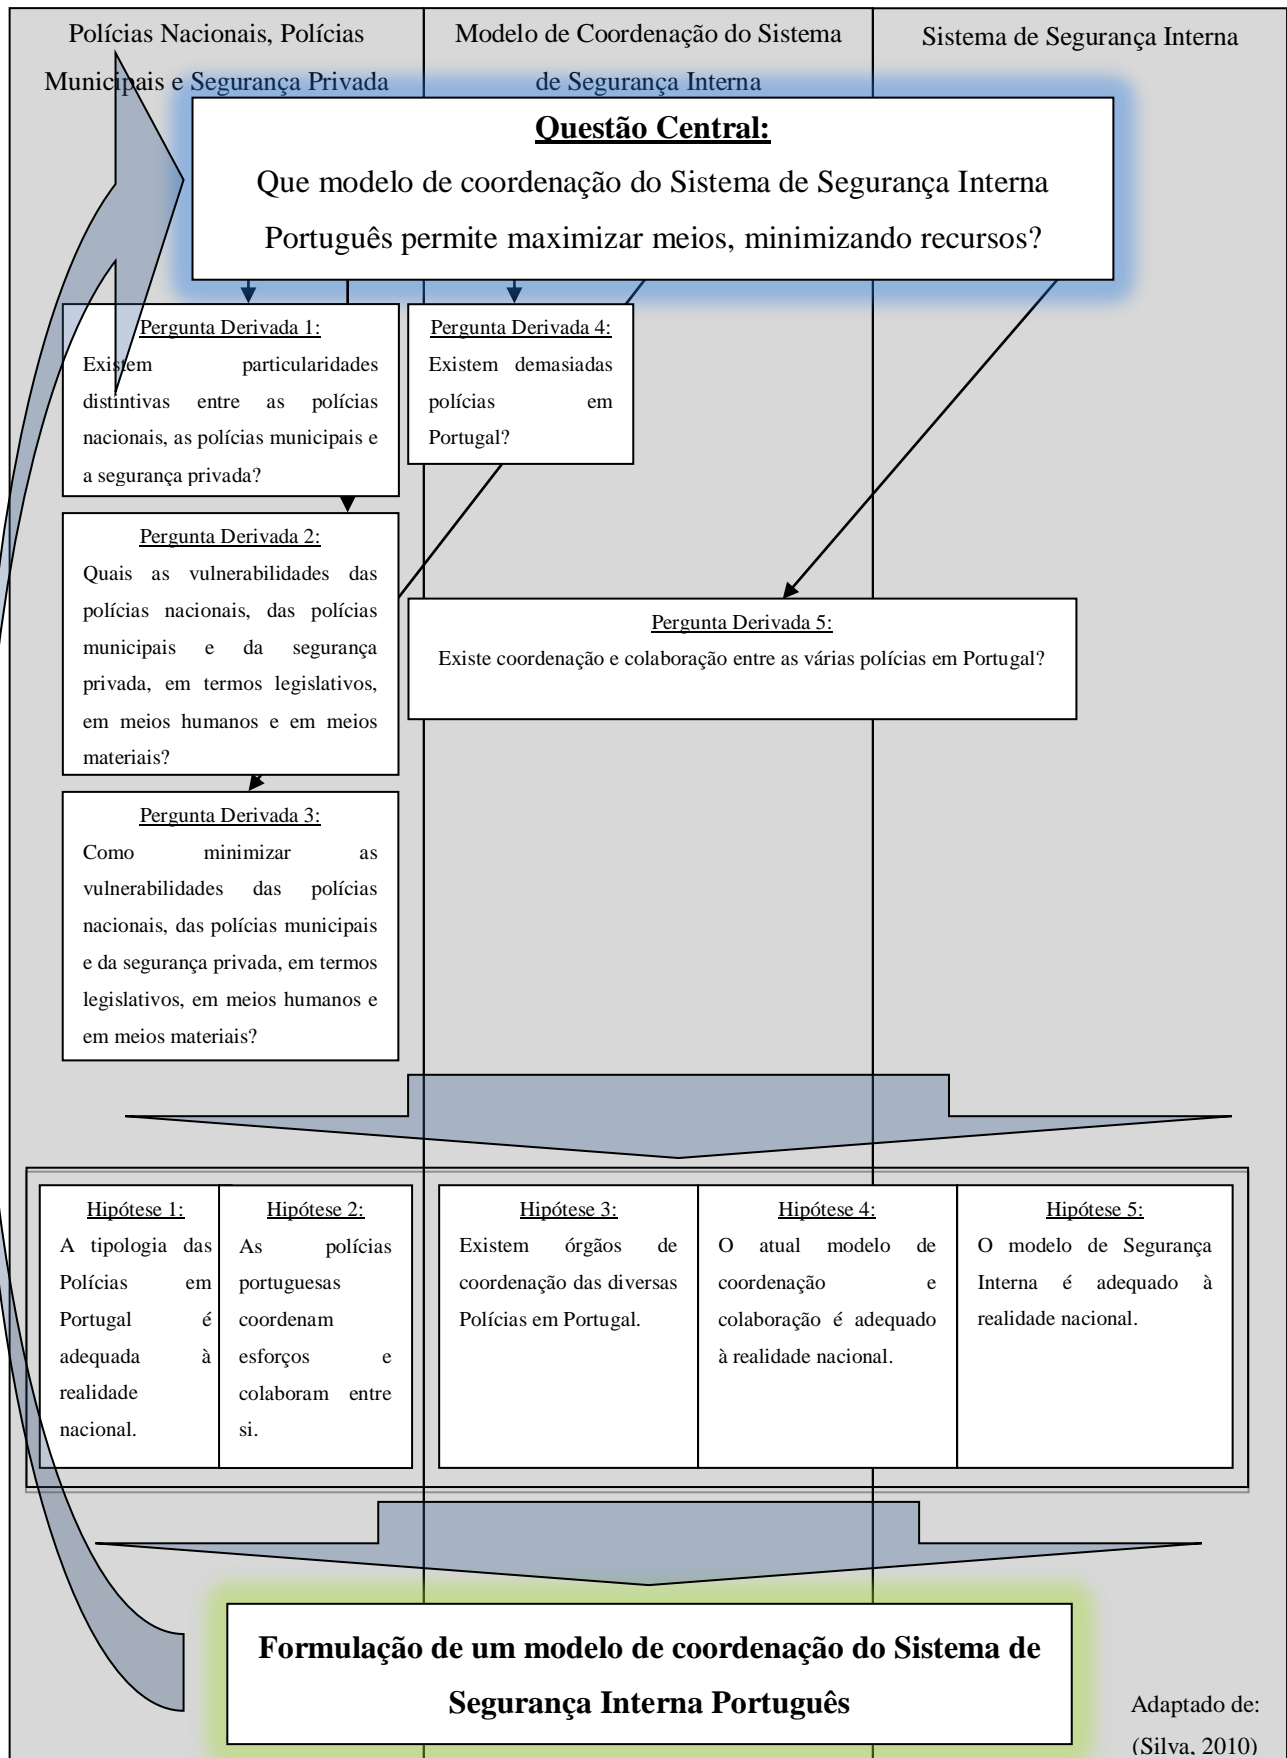 Polícias Nacionais, Polícias
Municipais e Segurança Privada
Modelo de Coordenação do Sistema
de Segurança Interna
Sistema de Segurança Interna
Questão Central:
Que modelo de coordenação do Sistema de Segurança Interna
Português permite maximizar meios, minimizando recursos?
Pergunta Derivada 1:
Existem particularidades
distintivas entre as polícias
nacionais, as polícias municipais e
a segurança privada?
Pergunta Derivada 4:
Existem demasiadas
polícias em
Portugal?
Pergunta Derivada 2:
Quais as vulnerabilidades das
polícias nacionais, das polícias
municipais e da segurança
privada, em termos legislativos,
em meios humanos e em meios
materiais?
Pergunta Derivada 5:
Existe coordenação e colaboração entre as várias polícias em Portugal?
Pergunta Derivada 3:
Como minimizar as
vulnerabilidades das polícias
nacionais, das polícias municipais
e da segurança privada, em termos
legislativos, em meios humanos e
em meios materiais?
Hipótese 1:
A tipologia das
Polícias em
Portugal é
adequada à
realidade
nacional.
Hipótese 2:
As polícias
portuguesas
coordenam
esforços e
colaboram entre
si.
Hipótese 3:
Existem órgãos de
coordenação das diversas
Polícias em Portugal.
Hipótese 4:
O atual modelo de
coordenação e
colaboração é adequado
à realidade nacional.
Hipótese 5:
O modelo de Segurança
Interna é adequado à
realidade nacional.
Formulação de um modelo de coordenação do Sistema de
Segurança Interna Português
Adaptado de:
(Silva, 2010)